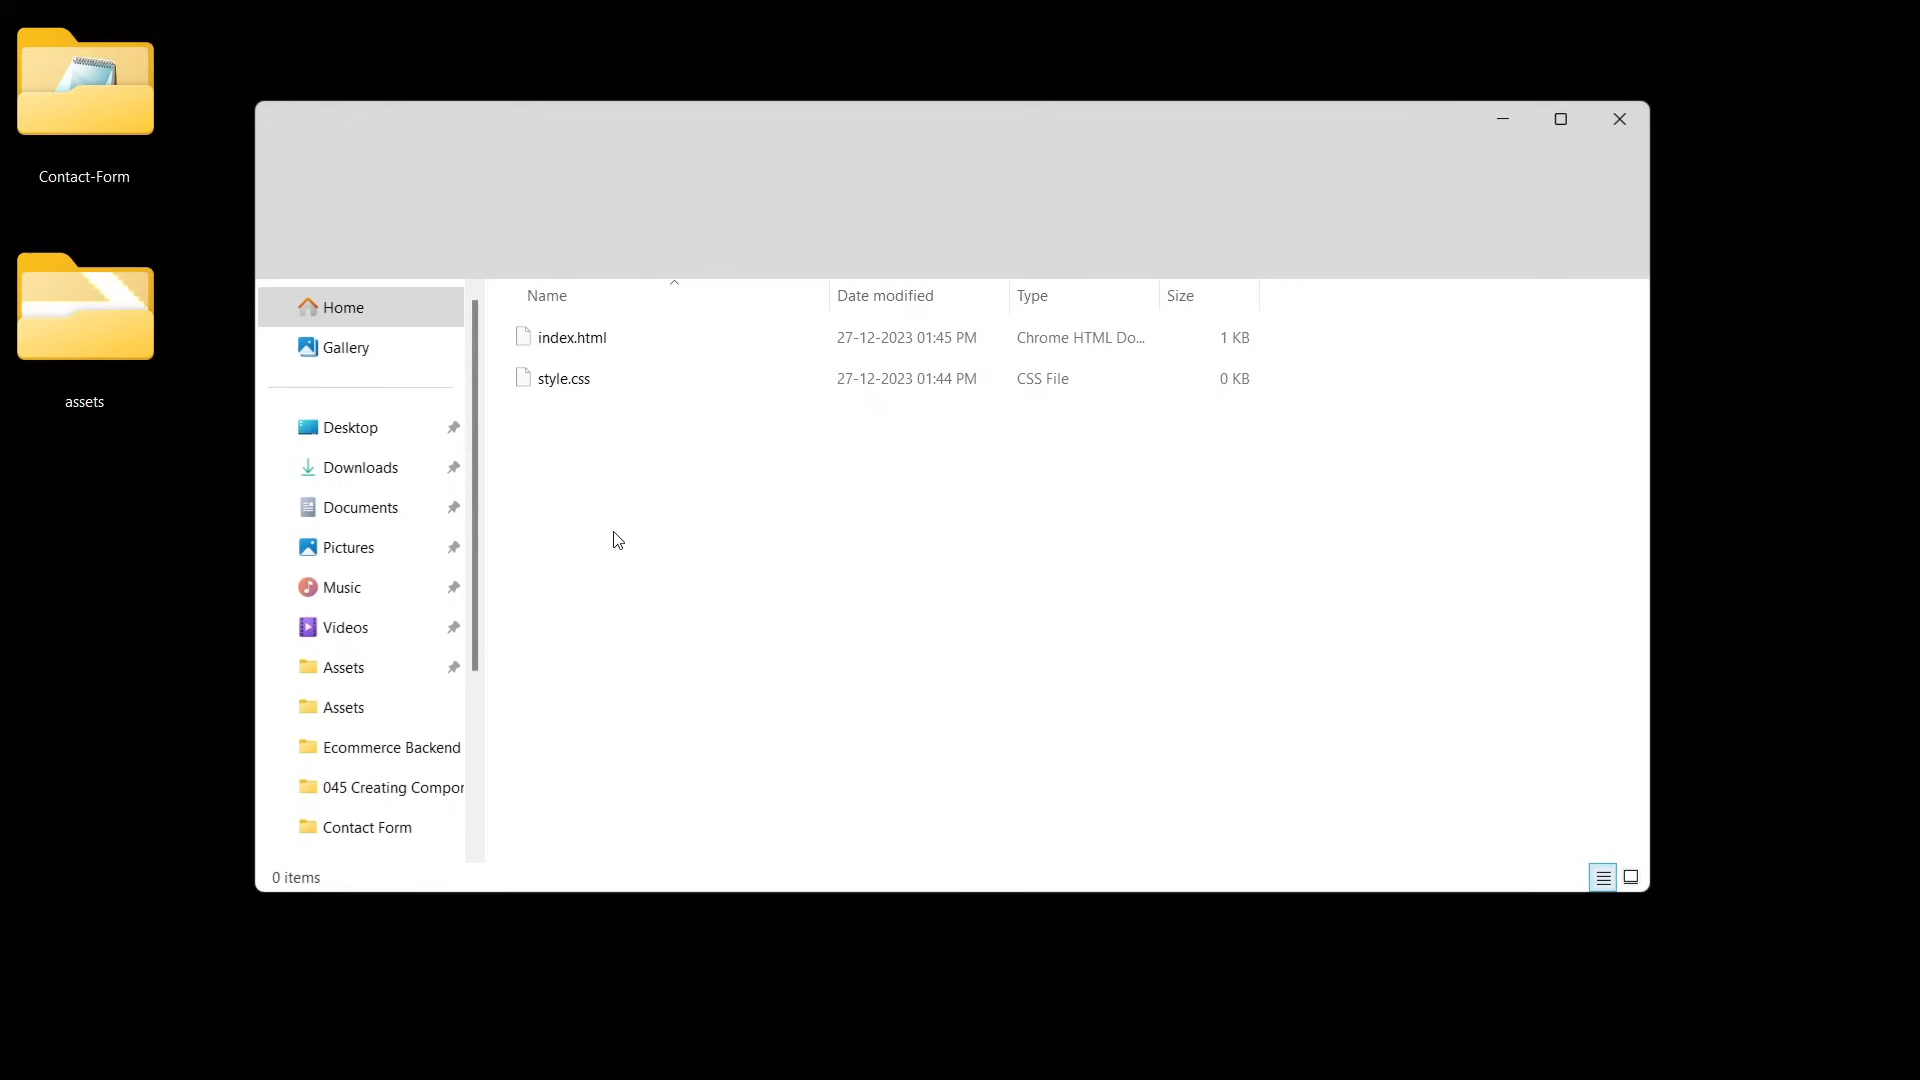 Contact-Form
assets
Home
Gallery
Desktop
Downloads
Documents
Pictures
Music
Videos
Assets
Assets
Ecommerce Backend
045 Creating Compor
Contact Form
Name Date modified Type Size
index.html 27-12-2023 01:45 PM Chrome HTML Do... 1 KB
style.css 27-12-2023 01:44 PM CSS File 0 KB
0 items